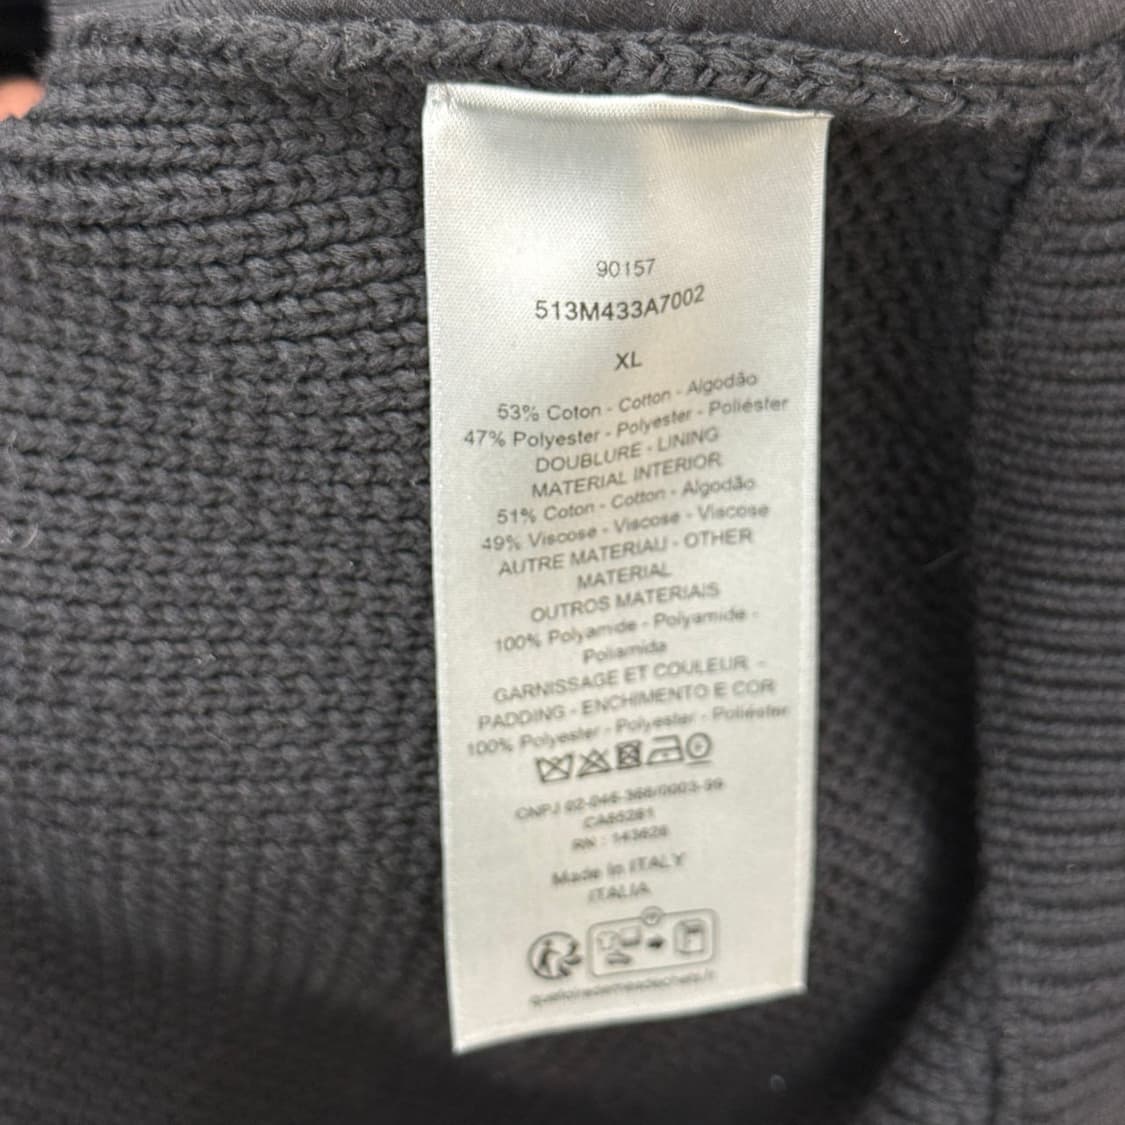 90157
513M433A7002
XL
53% Coton - Cotton - Algodão
47% Polyester - Polyester - Poliéster
DOUBLURE - LINING
MATERIAL INTERIOR
51% Coton - Cotton - Algodão
49% Viscose - Viscose - Viscose
AUTRE MATERIAU - OTHER
MATERIAL
OUTROS MATERIAIS
100% Polyamide - Polyamide -
Poliamida
GARNISSAGE ET COULEUR -
PADDING - ENCHIMENTO E COR
100% Polyester - Polyester - Poliéster
CNPJ
RN :
Made in ITALY
ITALIA